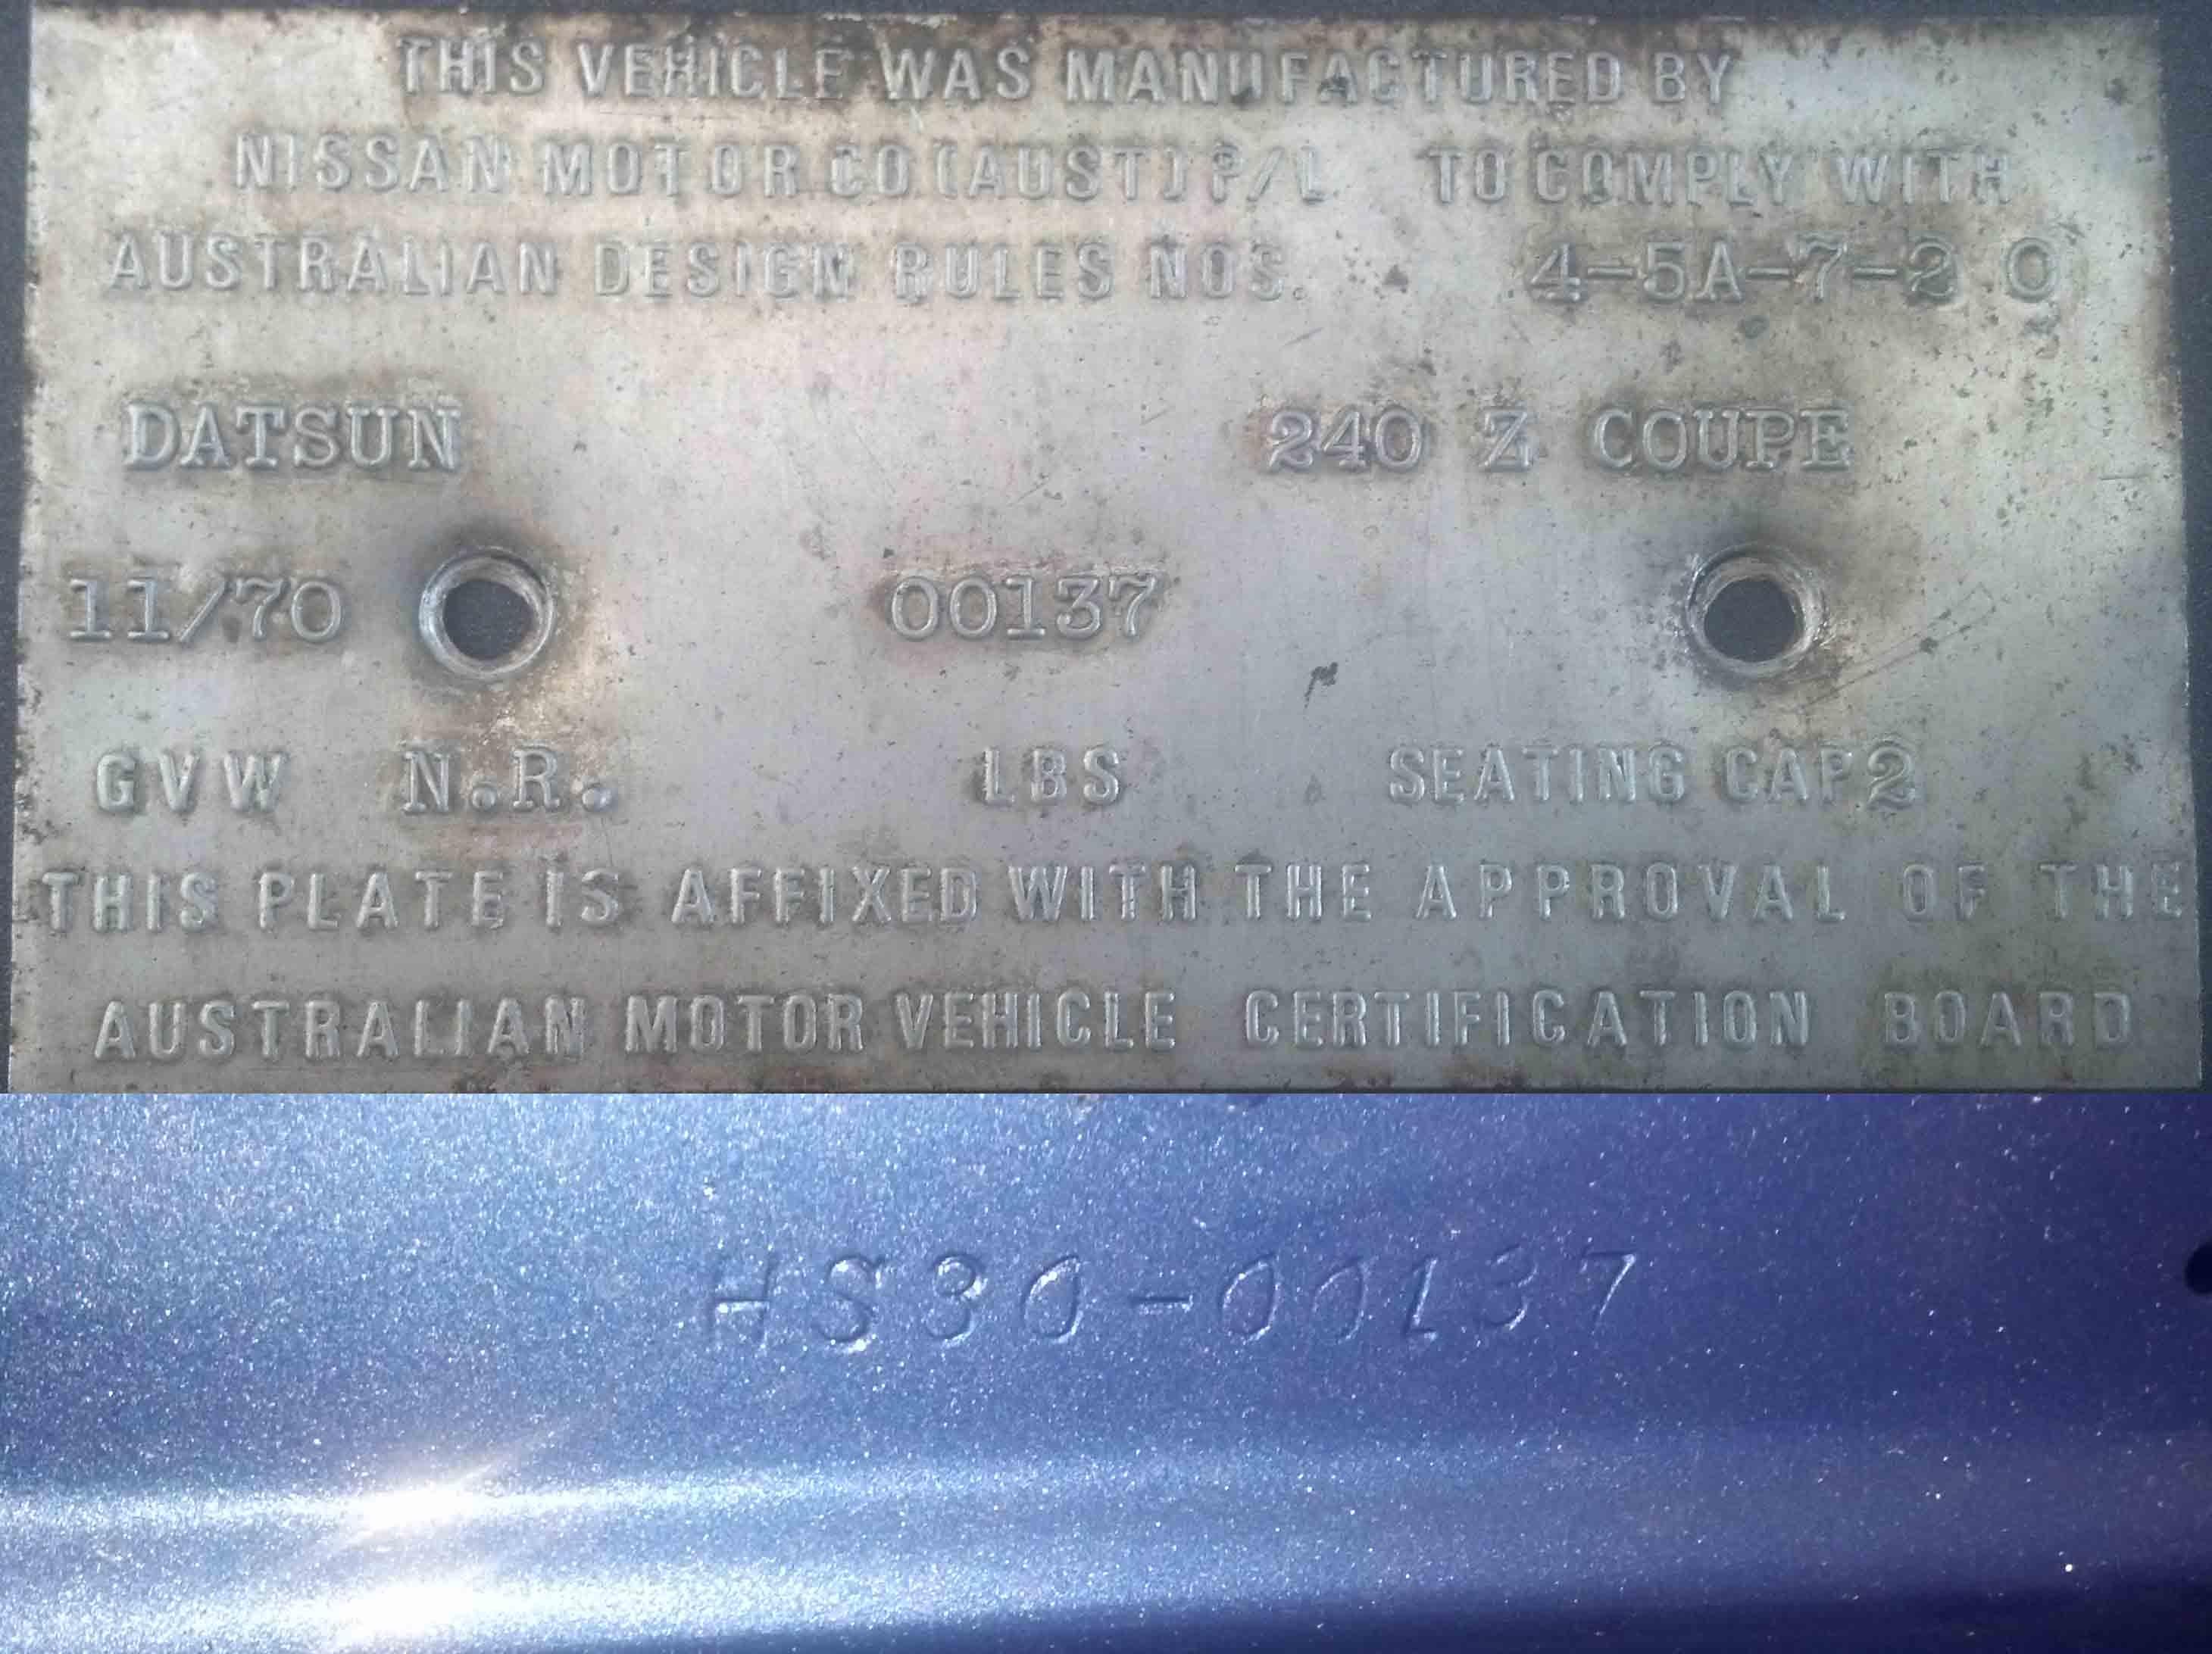 THIS VEHICLE WAS MANUFACTURED BY
NISSAN MOTOR CO (AUST) P/L TO COMPLY WITH
AUSTRALIAN DESIGN RULES NOS. 4-5A-7-2 0
DATSUN 240 Z COUPE
11/70 00137
GVW N.R. LBS SEATING CAP 2
THIS PLATE IS AFFIXED WITH THE APPROVAL OF THE
AUSTRALIAN MOTOR VEHICLE CERTIFICATION BOARD
HS30-00137